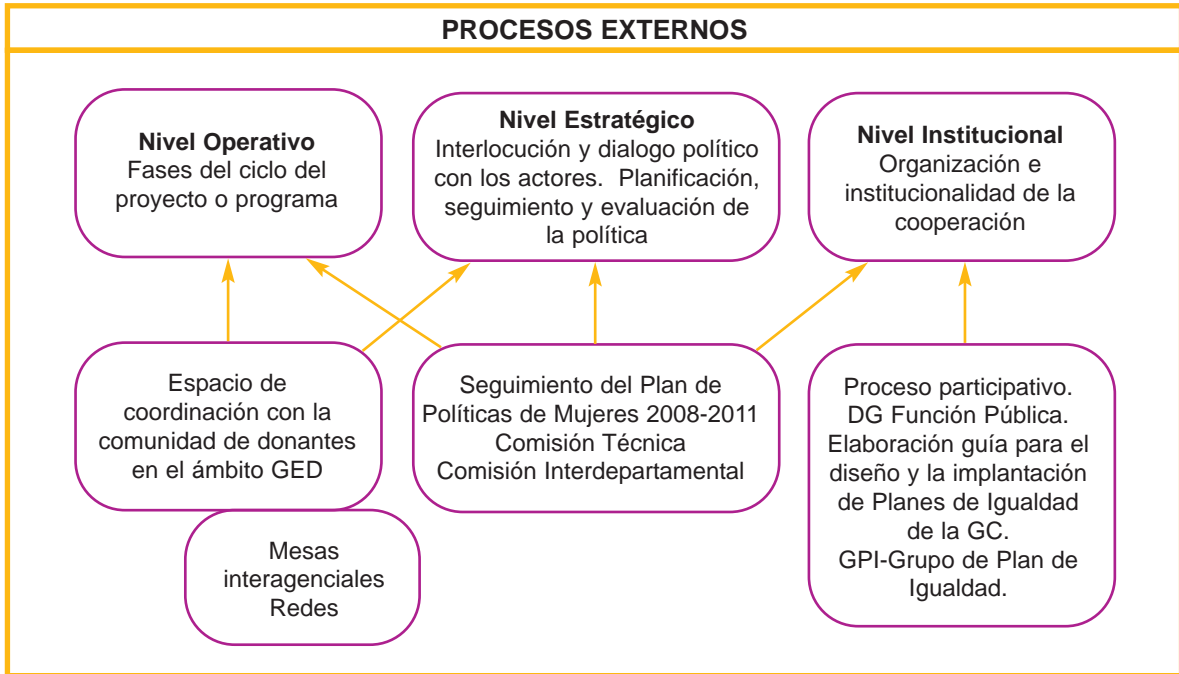 PROCESOS EXTERNOS
Nivel Operativo
Fases del ciclo del
proyecto o programa
Nivel Estratégico
Interlocución y dialogo político
con los actores. Planificación,
seguimiento y evaluación de
la política
Nivel Institucional
Organización e
institucionalidad de la
cooperación
Espacio de
coordinación con la
comunidad de donantes
en el ámbito GED
Mesas
interagenciales
Redes
Seguimiento del Plan de
Políticas de Mujeres 2008-2011
Comisión Técnica
Comisión Interdepartamental
Proceso participativo.
DG Función Pública.
Elaboración guía para el
diseño y la implantación
de Planes de Igualdad
de la GC.
GPI-Grupo de Plan de
Igualdad.